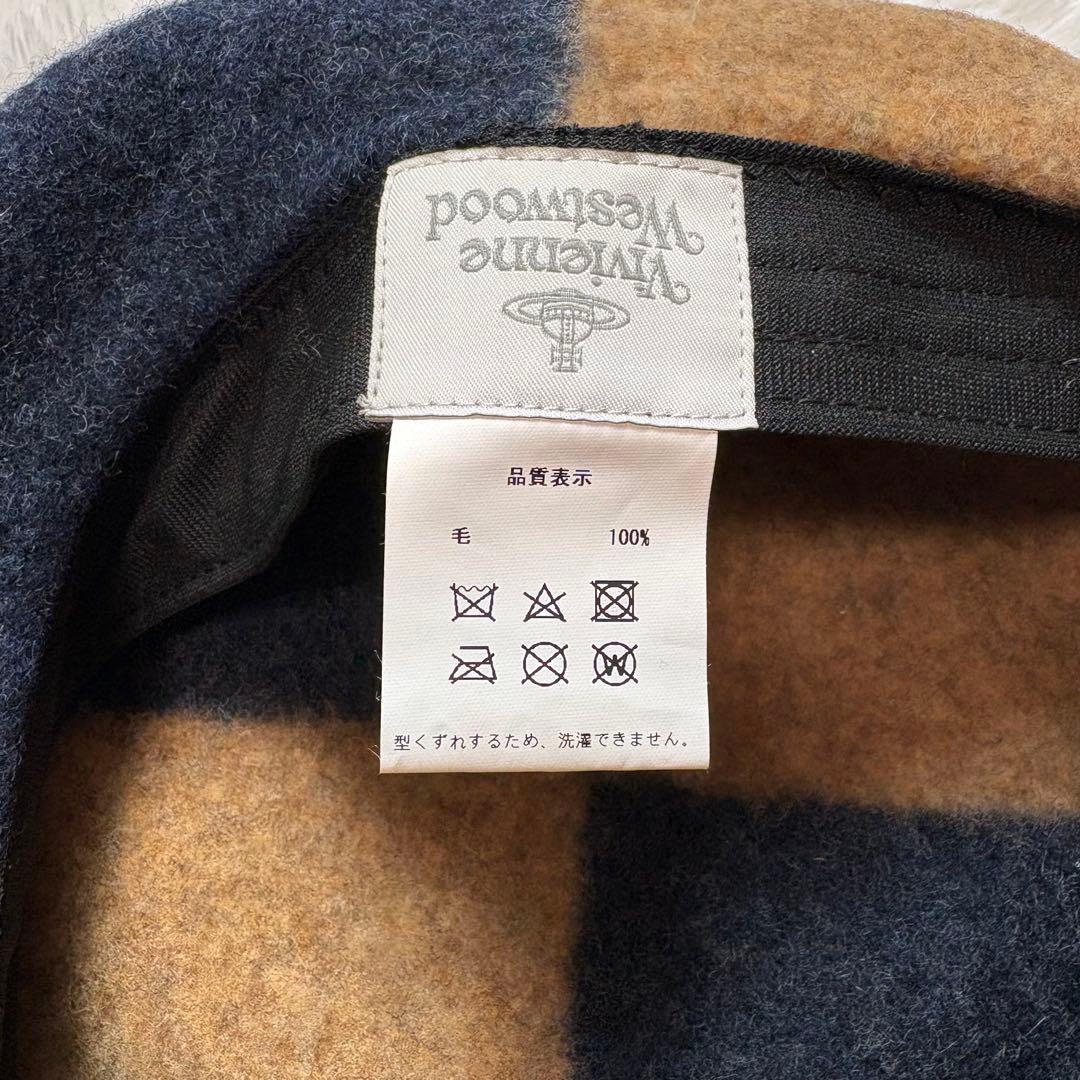 Vivienne
Westwood
品質表示
毛 100%
W
型くずれするため、洗濯できません。